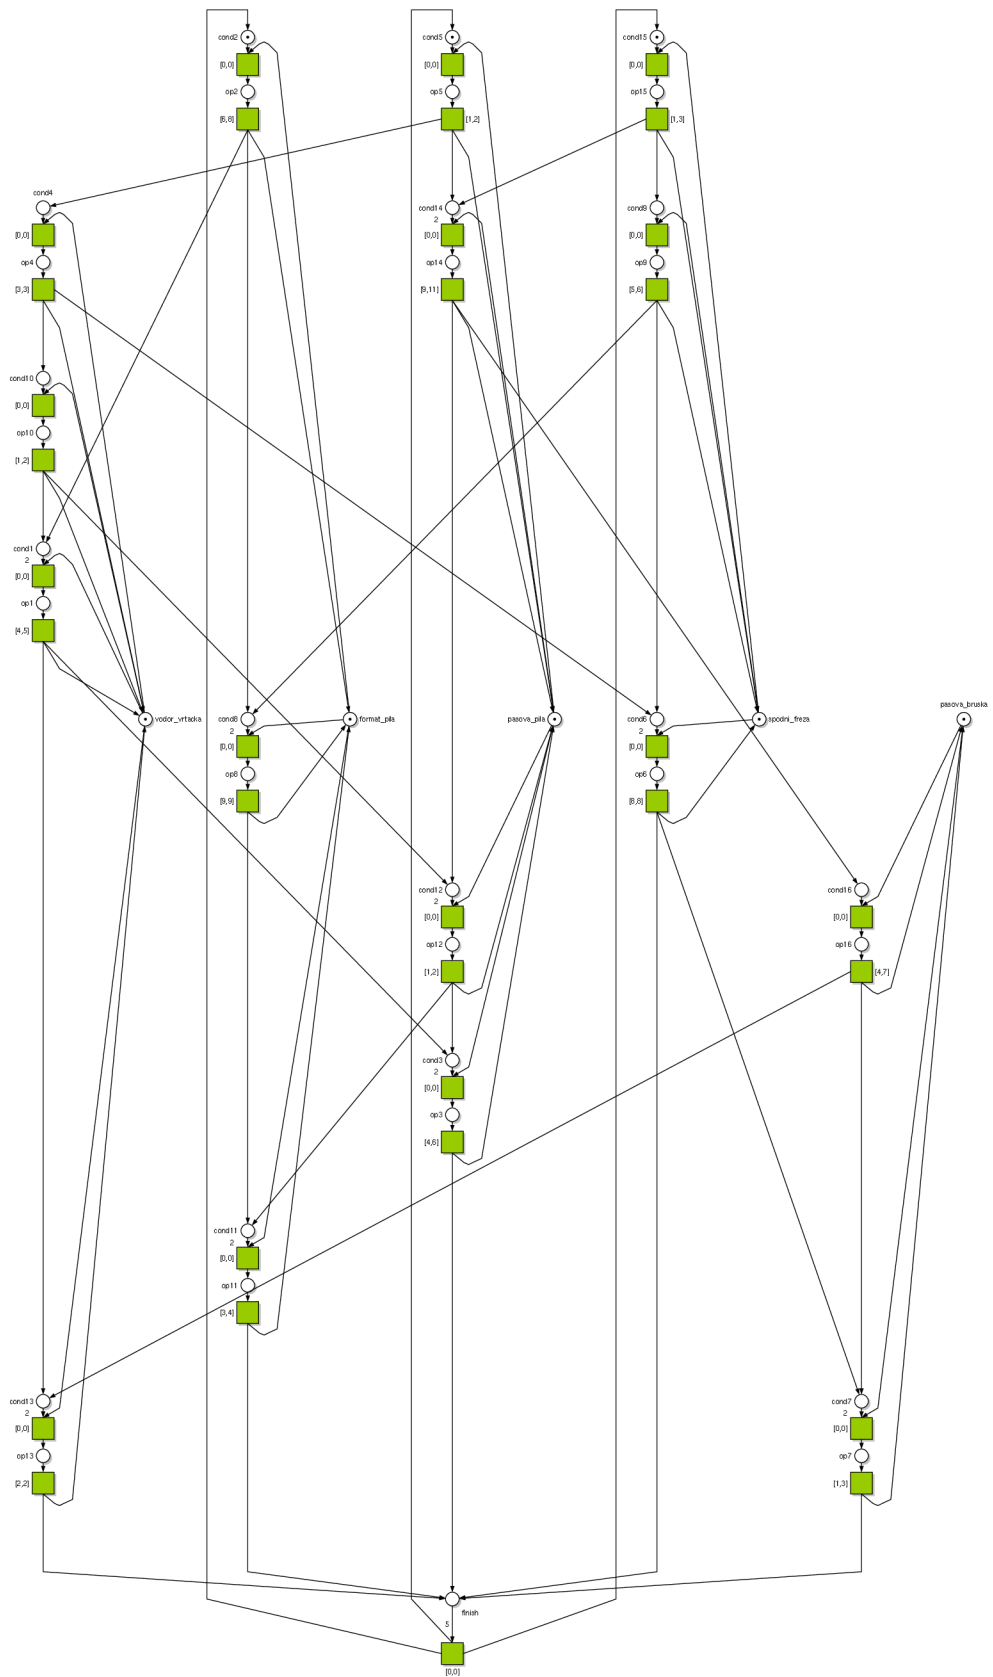 cond2
cond5
cond15
[0,0]
[0,0]
[0,0]
op2
op5
op15
[6,8]
[1,2]
[1,3]
cond4
cond14
cond9
2
[0,0]
[0,0]
[0,0]
op4
op14
op9
[3,3]
[9,11]
[5,6]
cond10
[0,0]
op10
[1,2]
cond1
2
[0,0]
op1
[4,5]
pasova_bruska
cond8
vodor_vrtacka
format_pila
pasova_pila
cond6
spodni_freza
2
2
[0,0]
[0,0]
op8
op6
[9,9]
[8,8]
cond12
cond16
2
[0,0]
[0,0]
op12
op16
[1,2]
[4,7]
cond3
2
[0,0]
op3
[4,6]
cond11
2
[0,0]
op11
[3,4]
cond13
cond7
2
2
[0,0]
[0,0]
op13
op7
[2,2]
[1,3]
finish
5
[0,0]